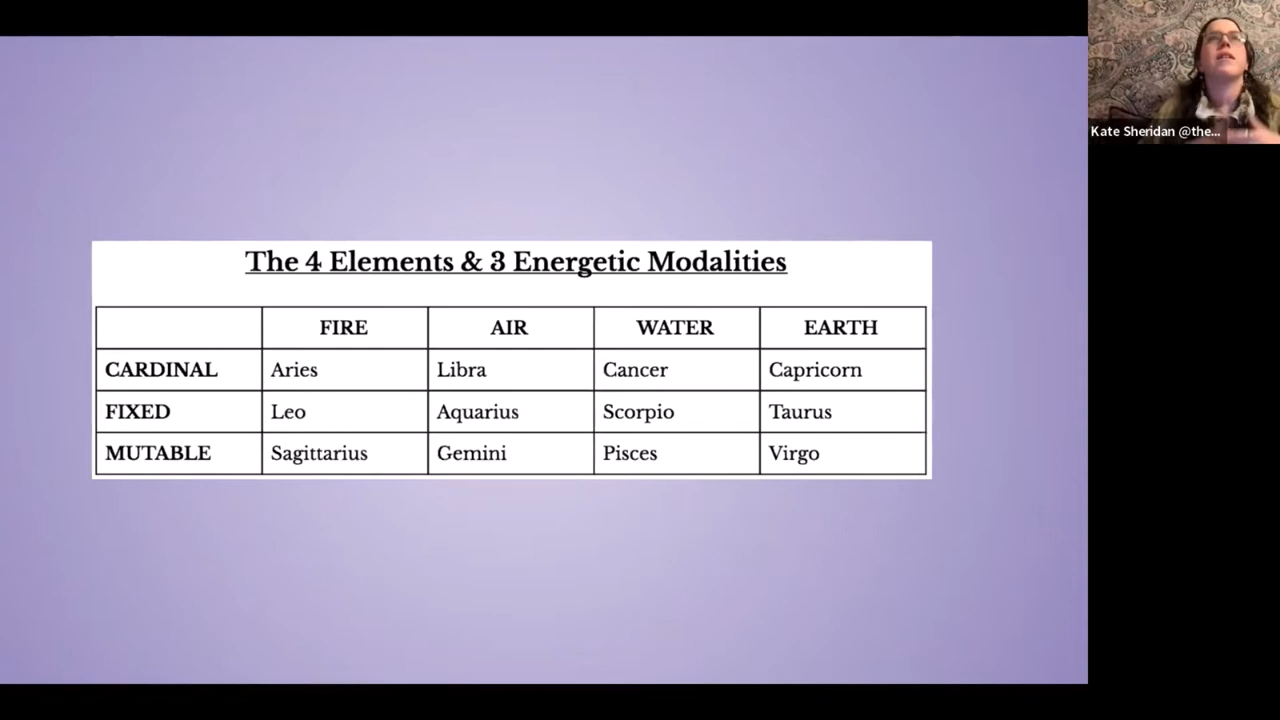 The 4 Elements & 3 Energetic Modalities
FIRE AIR WATER EARTH
CARDINAL Aries Libra Cancer Capricorn
FIXED Leo Aquarius Scorpio Taurus
MUTABLE Sagittarius Gemini Pisces Virgo
Kate Sheridan @the...